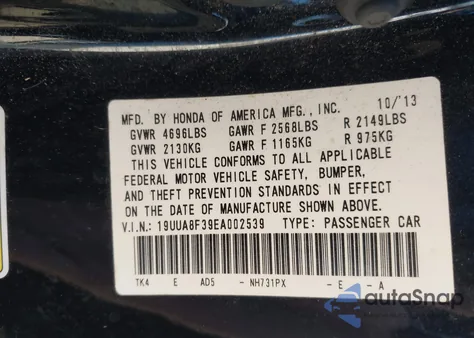 MFD. BY HONDA OF AMERICA MFG., INC. 10/'13
GVWR 4696LBS GAWR F 2568LBS R 2149LBS
GVWR 2130KG GAWR F 1165KG R 975KG
THIS VEHICLE CONFORMS TO ALL APPLICABLE
FEDERAL MOTOR VEHICLE SAFETY, BUMPER,
AND THEFT PREVENTION STANDARDS IN EFFECT
ON THE DATE OF MANUFACTURE SHOWN ABOVE.
V.I.N.: 19UUA8F39EA002539 TYPE: PASSENGER CAR
TK4 E AD5 - NH731PX - E - A
autoSnap